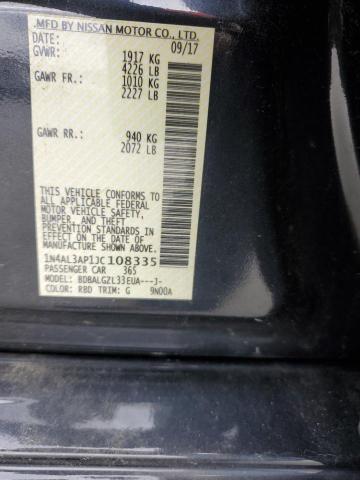 MFD BY NISSAN MOTOR CO., LTD.
DATE: 09/17
GVWR: 1917 KG
4226 LB
GAWR FR. 1010 KG
2227 LB
GAWR RR. 940 KG
2072 LB
THIS VEHICLE CONFORMS TO
ALL APPLICABLE FEDERAL
MOTOR VEHICLE SAFETY,
BUMPER, AND THEFT
PREVENTION STANDARDS IN
EFFECT ON THE DATE OF
MANUFACTURE SHOWN ABOVE.
1N4AL3AP1JC108335
PASSENGER CAR 365
MODEL: BDBALGZL33EUA---J-
COLOR: RBD TRIM: G 9N00A